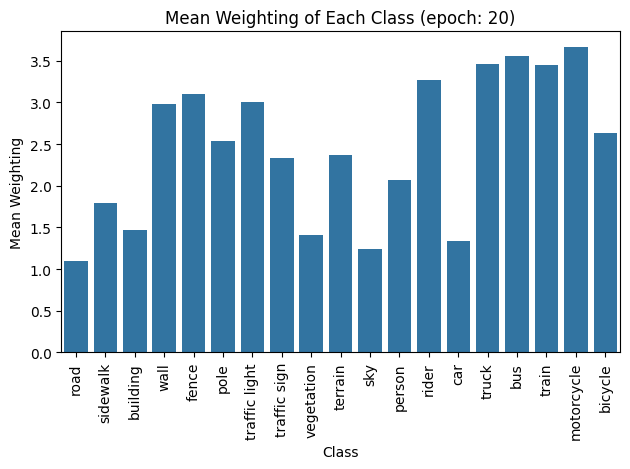 Mean Weighting of Each Class (epoch: 20)
Mean Weighting
3.5
3.0
2.5
2.0
1.5
1.0
0.5
0.0
road
sidewalk
building
wall
fence
pole
traffic light
traffic sign
vegetation
terrain
sky
person
rider
car
truck
bus
train
motorcycle
bicycle
Class